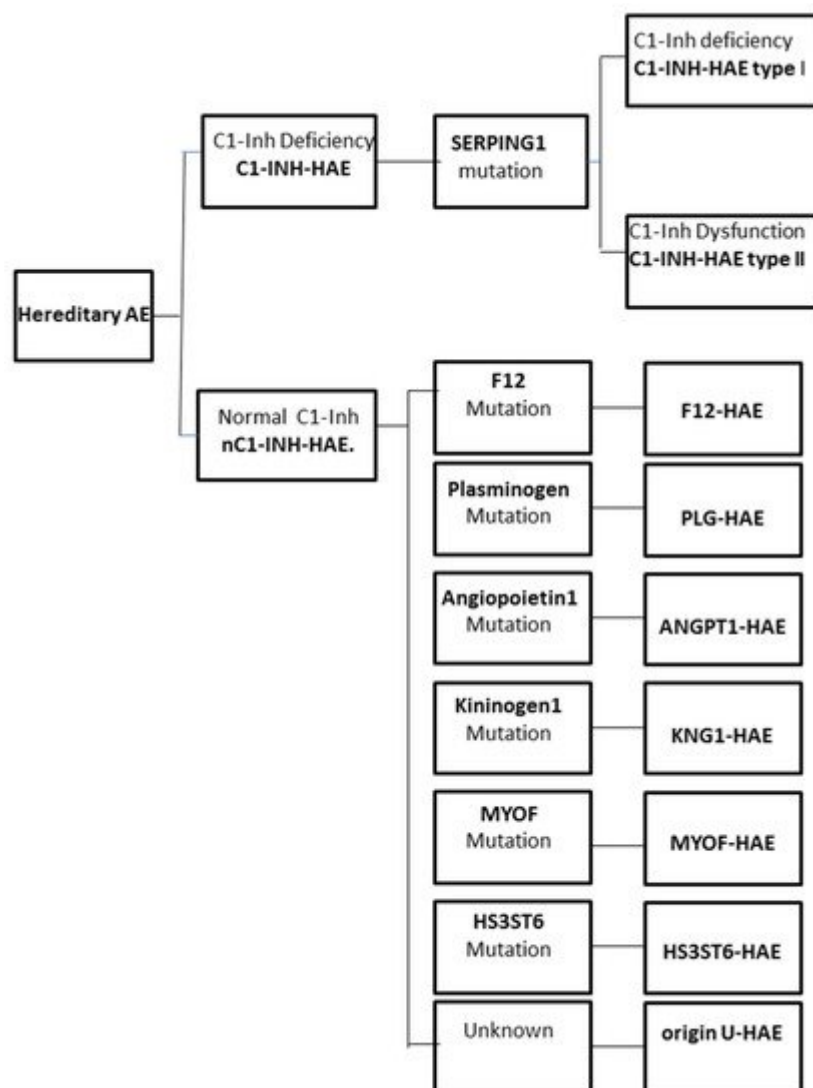 C1-Inh deficiency
C1-INH-HAE type I
C1-Inh Deficiency
C1-INH-HAE
SERPING1
mutation
C1-Inh Dysfunction
C1-INH-HAE type II
Hereditary AE
Normal C1-Inh
nC1-INH-HAE.
F12
Mutation
F12-HAE
Plasminogen
Mutation
PLG-HAE
Angiopoietin1
Mutation
ANGPT1-HAE
Kininogen1
Mutation
KNG1-HAE
MYOF
Mutation
MYOF-HAE
HS3ST6
Mutation
HS3ST6-HAE
Unknown
origin U-HAE